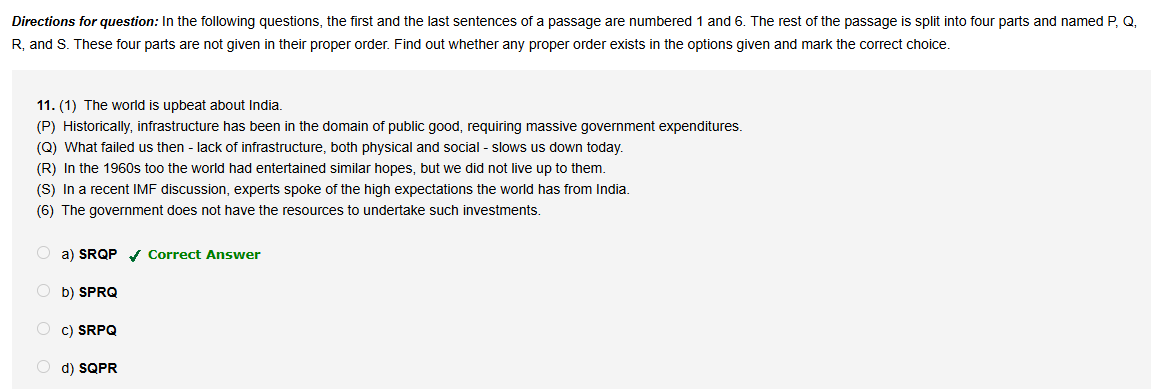 Directions for question: In the following questions, the first and the last sentences of a passage are numbered 1 and 6. The rest of the passage is split into four parts and named P, Q,
R, and S. These four parts are not given in their proper order. Find out whether any proper order exists in the options given and mark the correct choice.
11. (1) The world is upbeat about India.
(P) Historically, infrastructure has been in the domain of public good, requiring massive government expenditures.
(Q) What failed us then - lack of infrastructure, both physical and social - slows us down today.
(R) In the 1960s too the world had entertained similar hopes, but we did not live up to them.
(S) In a recent IMF discussion, experts spoke of the high expectations the world has from India.
(6) The government does not have the resources to undertake such investments.
a) SRQP ✓ Correct Answer
b) SPRQ
c) SRPQ
d) SQPR